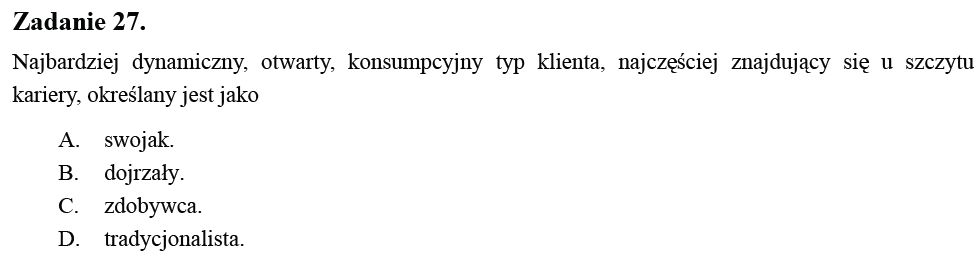 Zadanie 27.
Najbardziej dynamiczny, otwarty, konsumpcyjny typ klienta, najczęściej znajdujący się u szczytu
kariery, określany jest jako
A. swojak.
B. dojrzały.
C. zdobywca.
D. tradycjonalista.